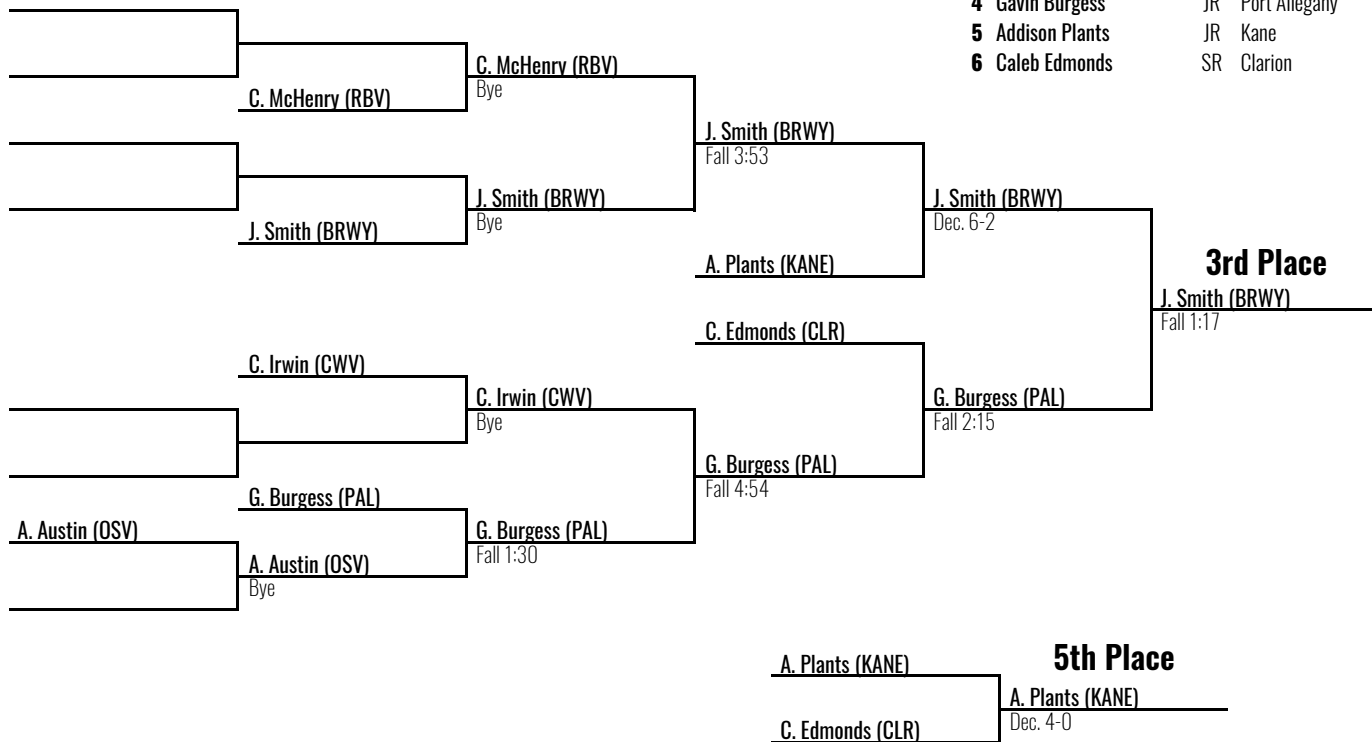 4 Gavin Burgess JR Port Allegany
5 Addison Plants JR Kane
6 Caleb Edmonds SR Clarion
C. McHenry (RBV)
C. McHenry (RBV)
Bye
J. Smith (BRWY)
Fall 3:53
J. Smith (BRWY)
Bye
J. Smith (BRWY)
J. Smith (BRWY)
Dec. 6-2
A. Plants (KANE)
3rd Place
J. Smith (BRWY)
Fall 1:17
C. Edmonds (CLR)
C. Irwin (CWV)
C. Irwin (CWV)
Bye
G. Burgess (PAL)
Fall 2:15
G. Burgess (PAL)
Fall 4:54
G. Burgess (PAL)
A. Austin (OSV)
G. Burgess (PAL)
Fall 1:30
A. Austin (OSV)
Bye
5th Place
A. Plants (KANE)
A. Plants (KANE)
Dec. 4-0
C. Edmonds (CLR)